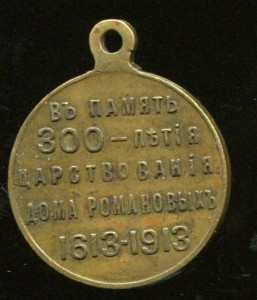 ВЪ ПАМЯТЬ
300-ЛѢТІЯ
ЦАРСТВОВАНІЯ
ДОМА РОМАНОВЫХЪ
1613-1913